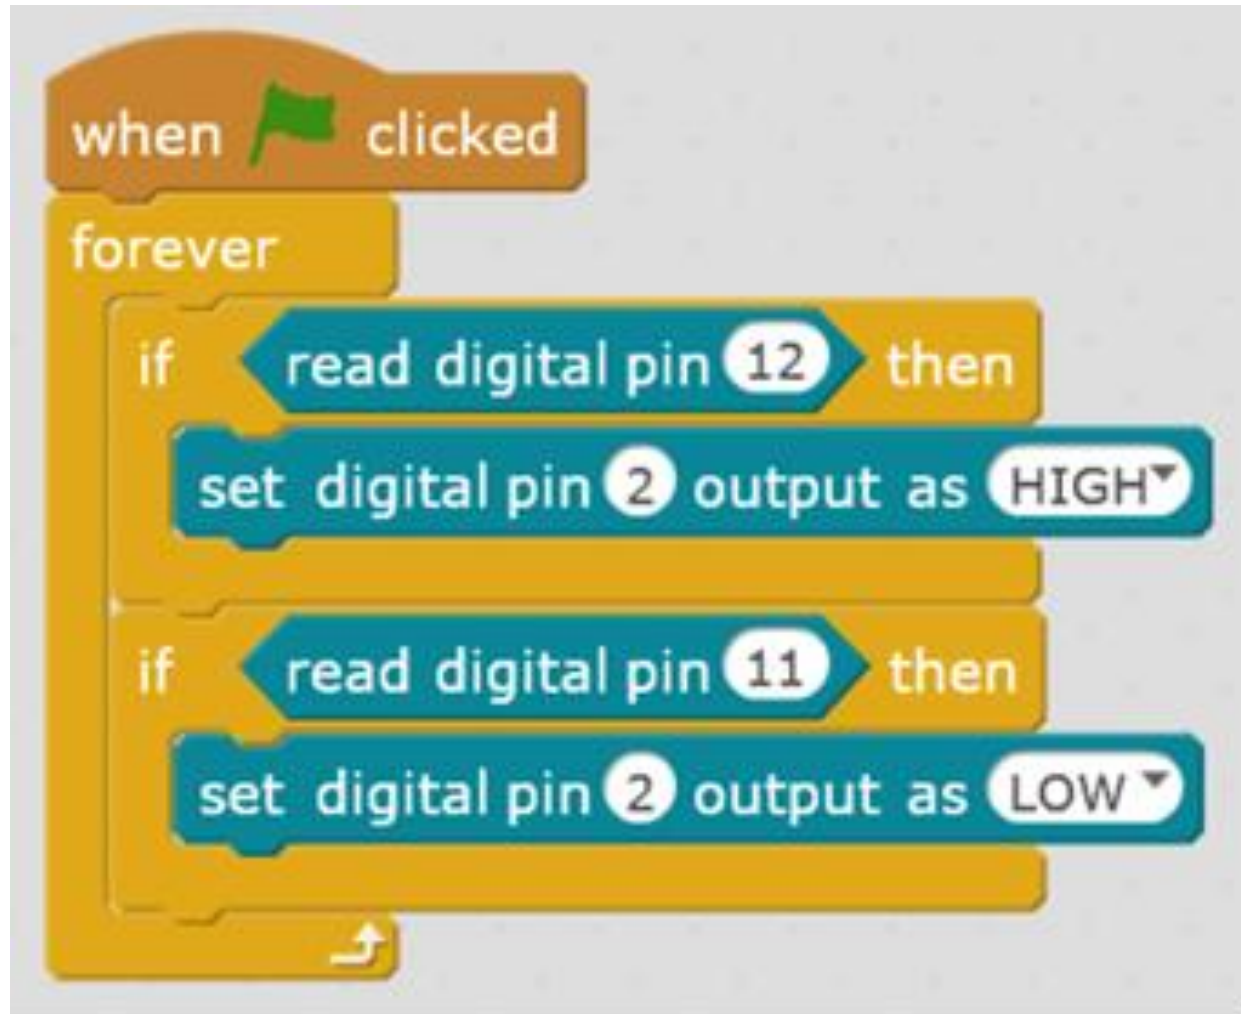 when clicked
forever
if read digital pin 12 then
set digital pin 2 output as HIGH
if read digital pin 11 then
set digital pin 2 output as LOW